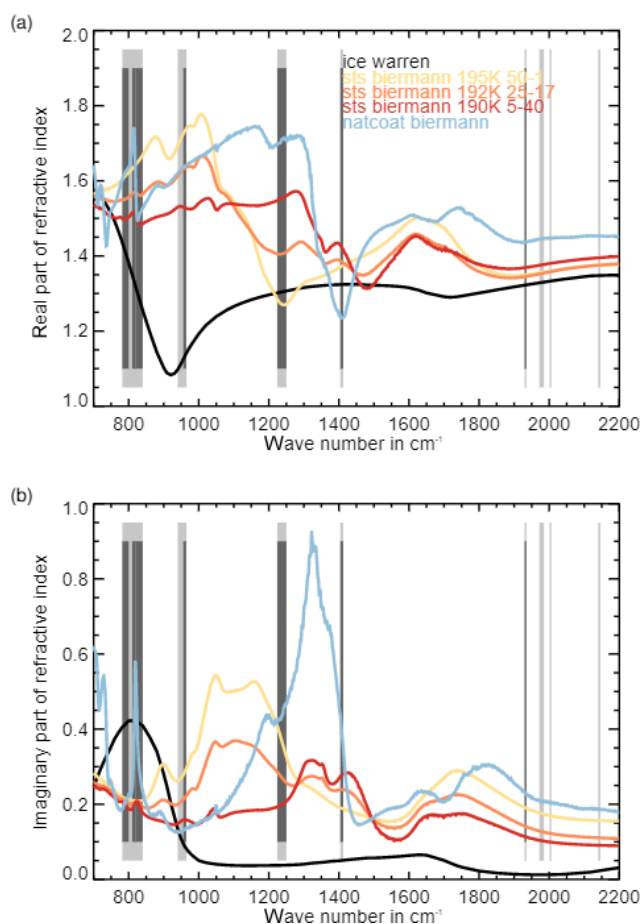 (a)
2.0
1.8
1.6
1.4
1.2
1.0
Real part of refractive index
ice warren
sts biermann 195K 50-1
sts biermann 192K 25-17
sts biermann 190K 5-40
natcoat biermann
800 1000 1200 1400 1600 1800 2000 2200
Wave number in cm⁻¹
(b)
1.0
0.8
0.6
0.4
0.2
0.0
Imaginary part of refractive index
800 1000 1200 1400 1600 1800 2000 2200
Wave number in cm⁻¹